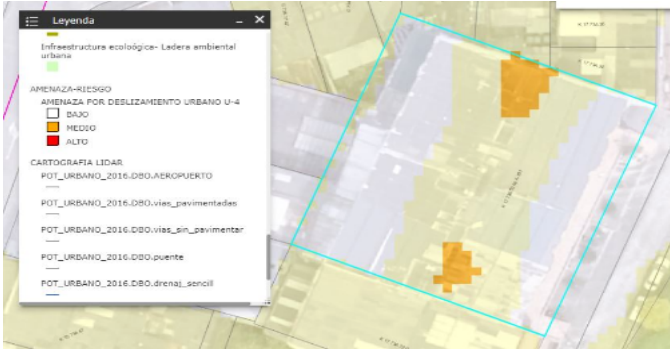 Leyenda
Infraestructura ecoloógica- Ladera ambiental
urbana
AMENAZA-RIESGO
AMENAZA POR DESLIZAMIENTO URBANO U-4
BAJO
MEDIO
ALTO
CARTOGRAFIA LIDAR
POT_URBANO_2016.DBO.AEROPUERTO
POT_URBANO_2016.DBO.vias_pavimentadas
POT_URBANO_2016.DBO.vias_sin_pavimentar
POT_URBANO_2016.DBO.puente
POT_URBANO_2016.DBO.drenaj_sencill